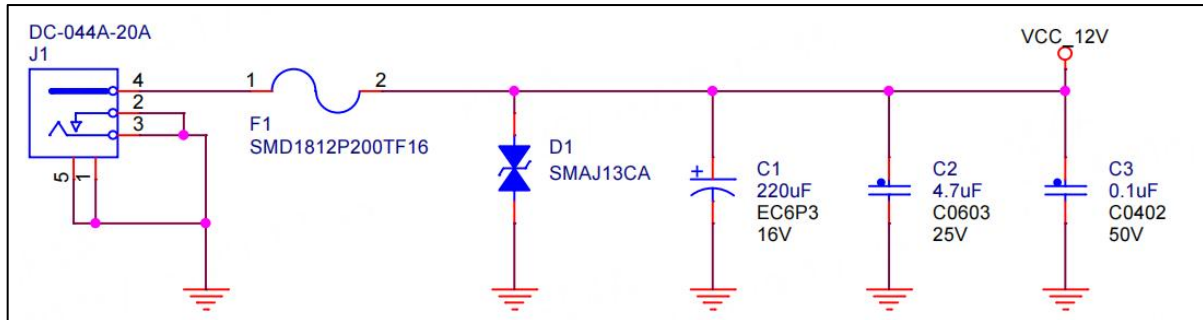 DC-044A-20A
J1
4
2
3
5
1
1
2
F1
SMD1812P200TF16
D1
SMAJ13CA
+
C1
220uF
EC6P3
16V
C2
4.7uF
C0603
25V
VCC_12V
C3
0.1uF
C0402
50V